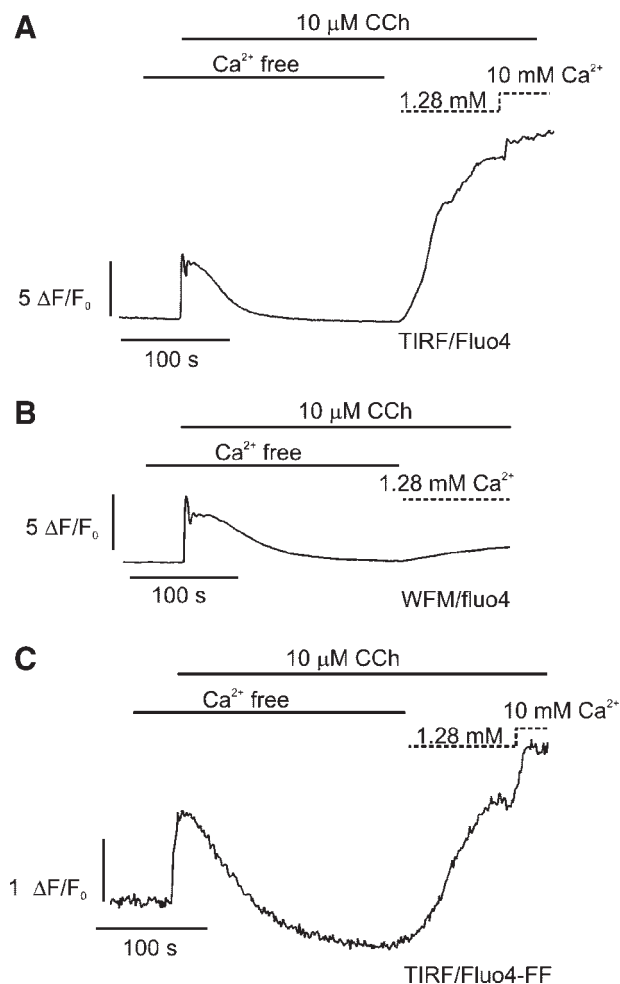 A
10 μM CCh
Ca²⁺ free
10 mM Ca²⁺
1.28 mM
5 ΔF/F₀
100 s
TIRF/Fluo4
B
10 μM CCh
Ca²⁺ free
1.28 mM Ca²⁺
5 ΔF/F₀
100 s
WFM/fluo4
C
10 μM CCh
Ca²⁺ free
10 mM Ca²⁺
1.28 mM
1 ΔF/F₀
100 s
TIRF/Fluo4-FF